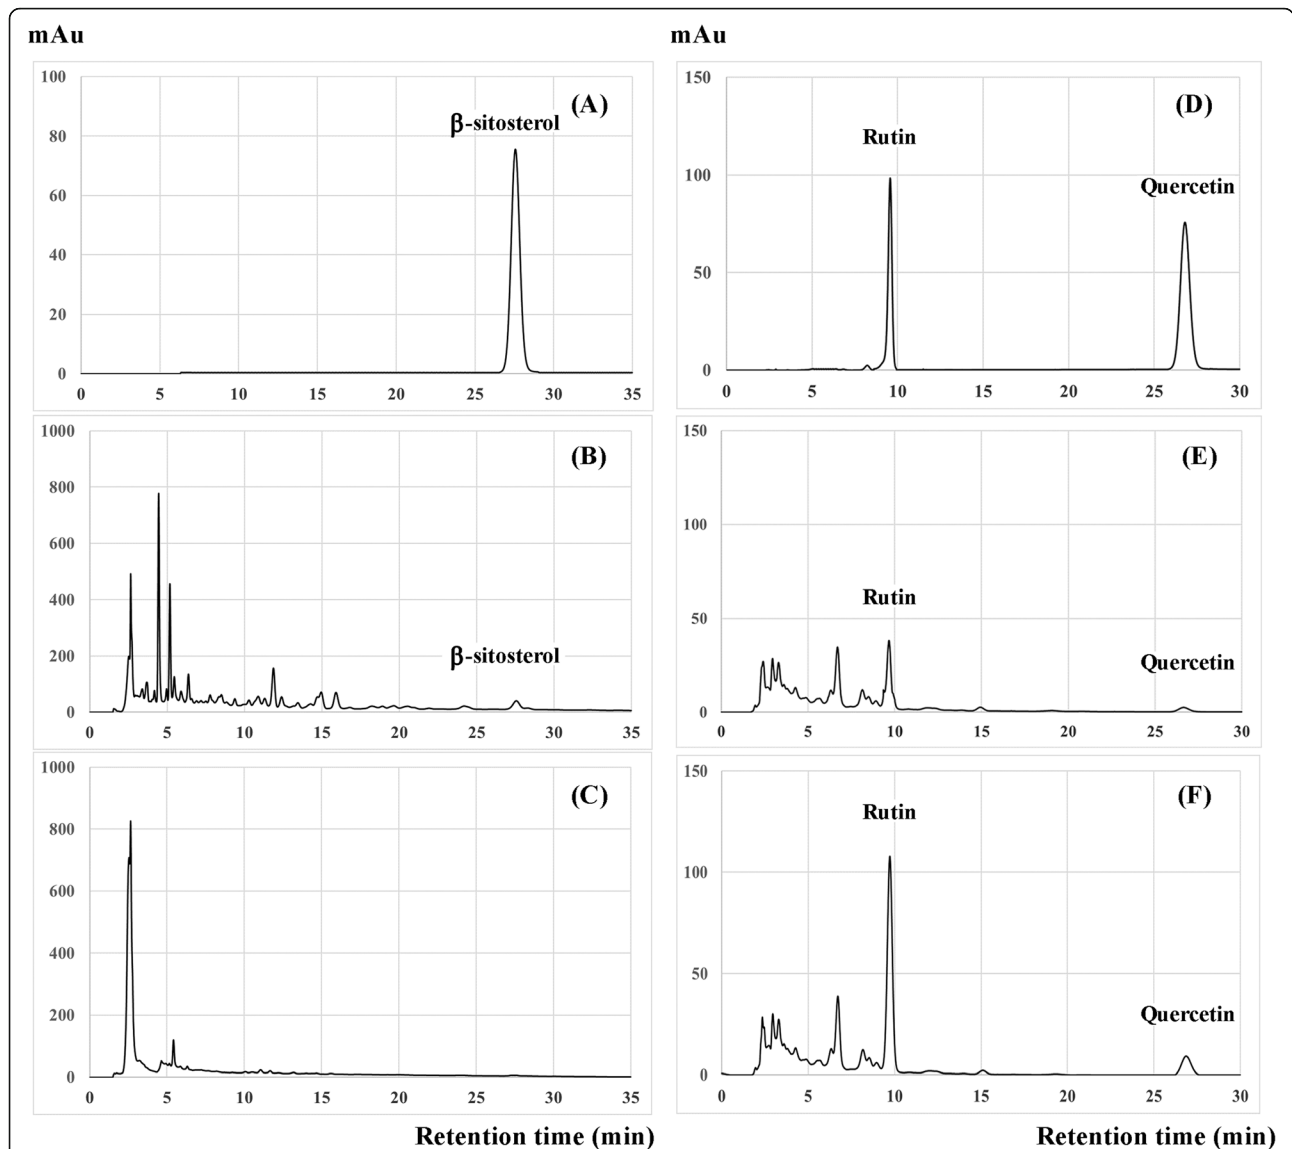 mAu
mAu
100
80
60
40
20
0
0 5 10 15 20 25 30 35
(A)
β-sitosterol
150
100
50
0
0 5 10 15 20 25 30
(D)
Rutin
Quercetin
1000
800
600
400
200
0
0 5 10 15 20 25 30 35
(B)
β-sitosterol
150
100
50
0
0 5 10 15 20 25 30
(E)
Rutin
Quercetin
1000
800
600
400
200
0
0 5 10 15 20 25 30 35
(C)
150
100
50
0
0 5 10 15 20 25 30
(F)
Rutin
Quercetin
Retention time (min)
Retention time (min)